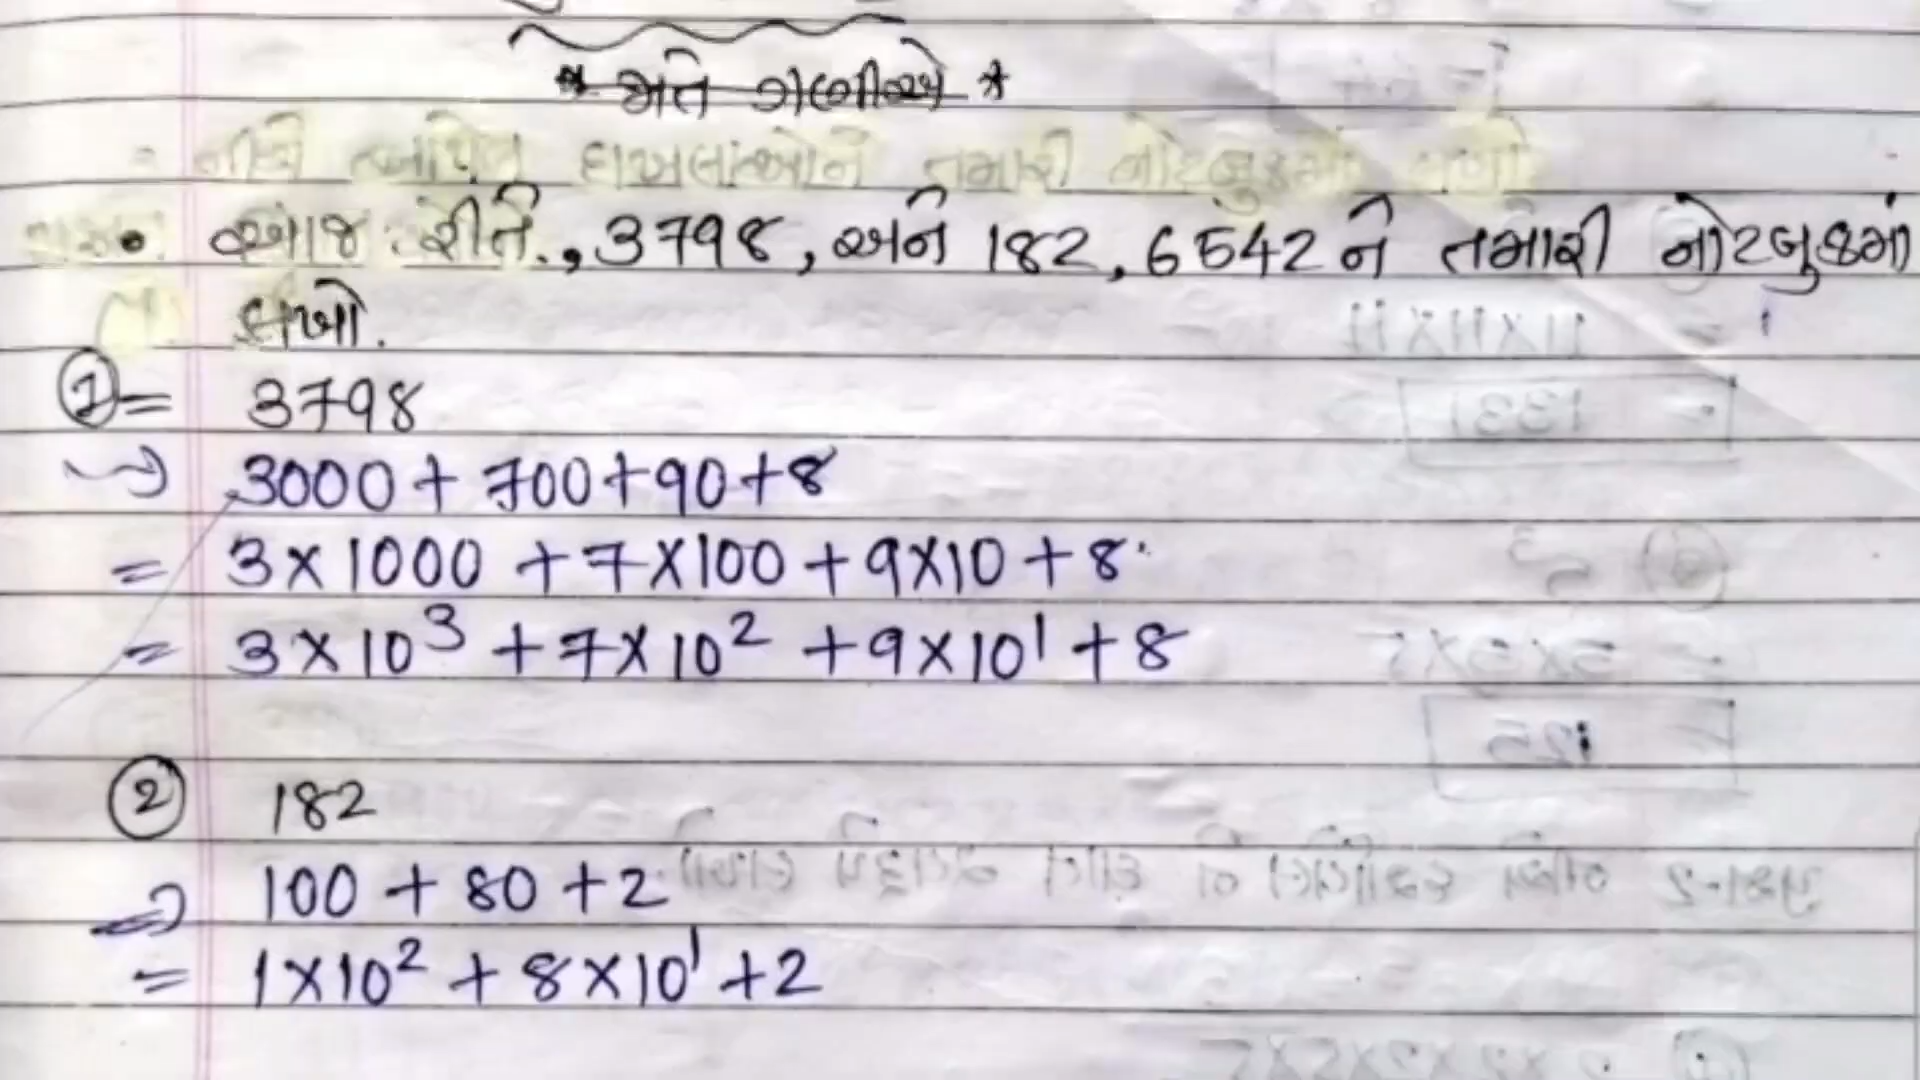 * જાતે ગણીએ *
• આજ રીતે, 3798, અને 182, 6542 ને તમારી નોટબુકમાં
લખો.
① = 3798
→ 3000 + 700 + 90 + 8
= 3 × 1000 + 7 × 100 + 9 × 10 + 8
= 3 × 10³ + 7 × 10² + 9 × 10¹ + 8
② 182
⇒ 100 + 80 + 2
= 1 × 10² + 8 × 10¹ + 2